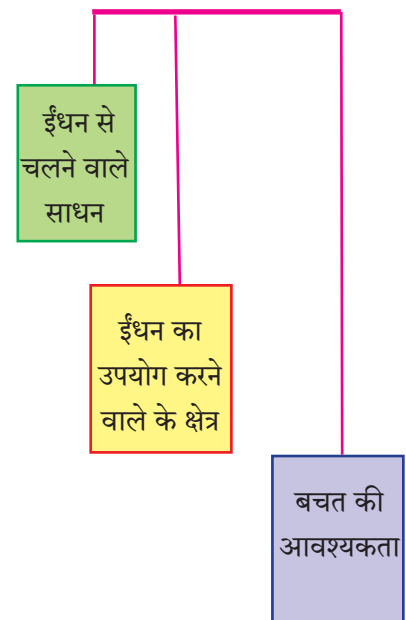 ईंधन से
चलने वाले
साधन
ईंधन का
उपयोग करने
वाले के क्षेत्र
बचत की
आवश्यकता